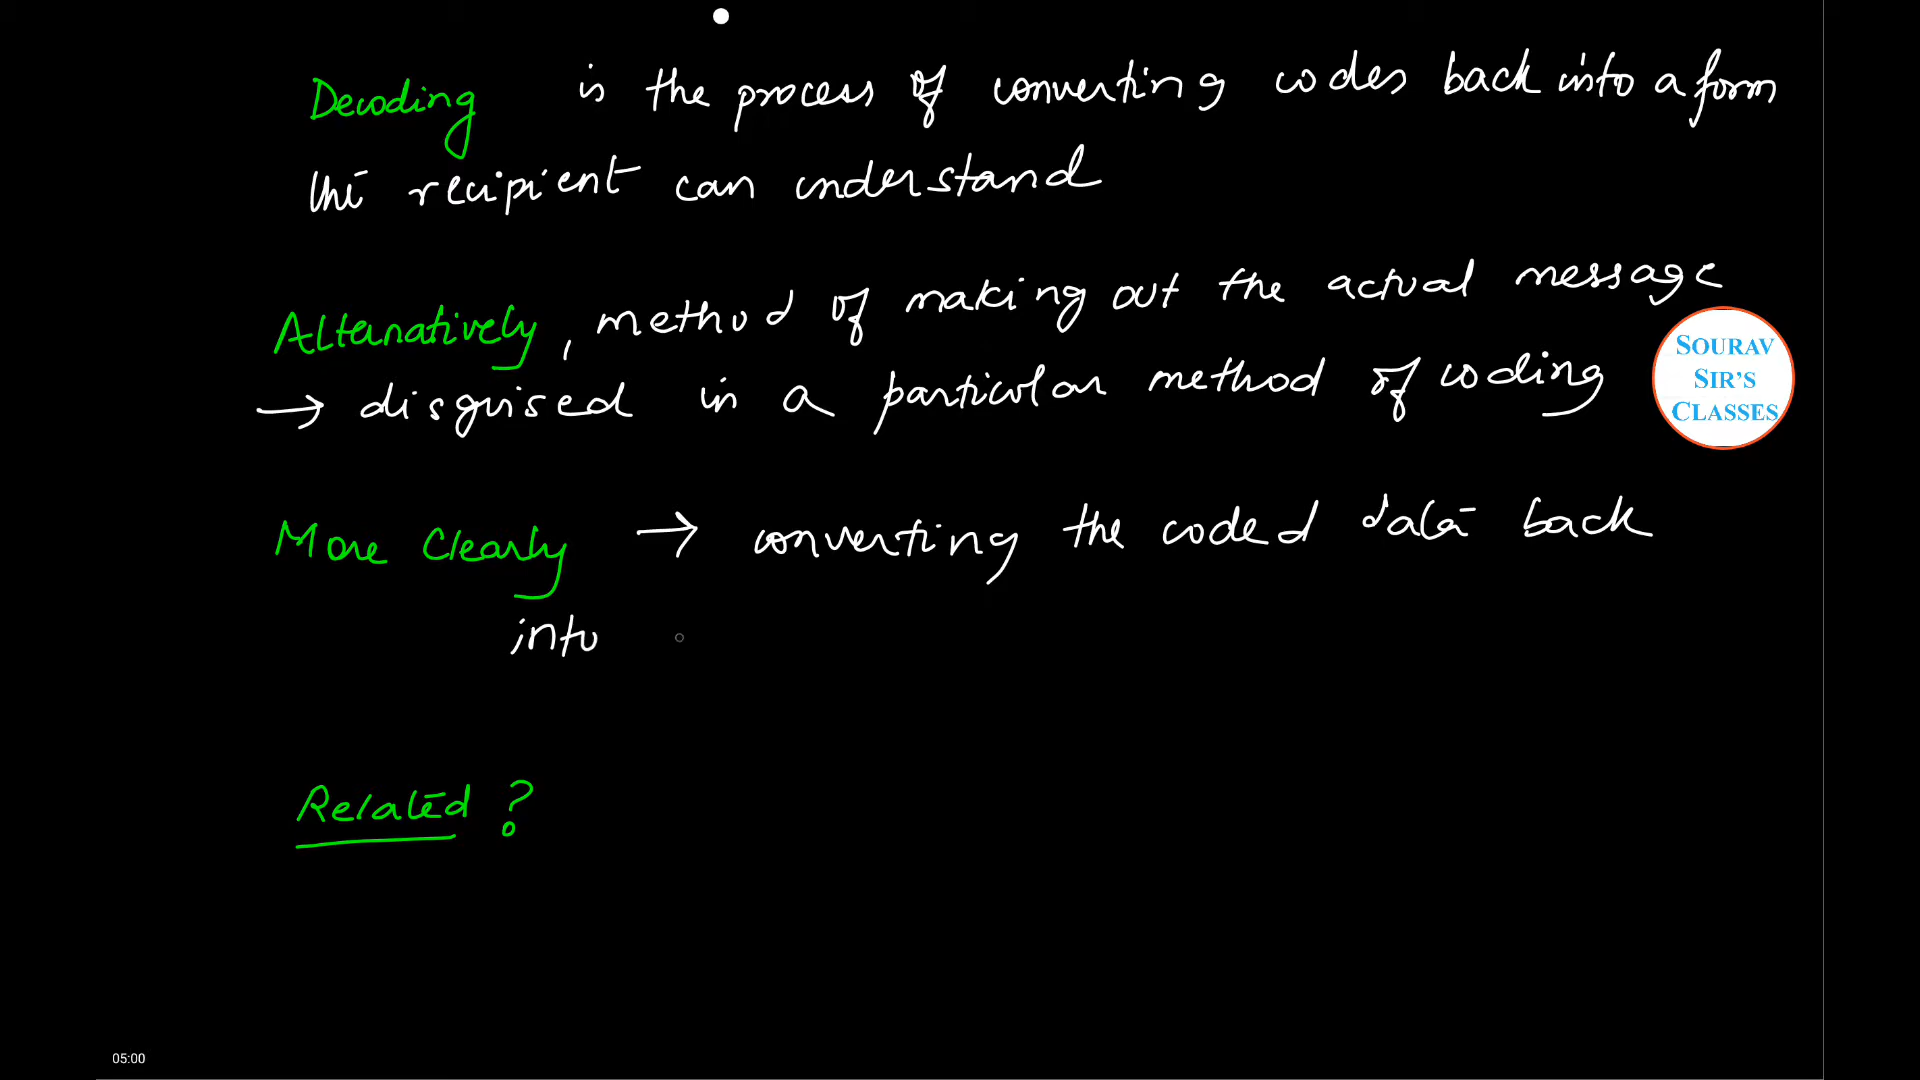 Decoding is the process of converting codes back into a form
the recipient can understand
Alternatively, method of making out the actual message
→ disguised in a particular method of coding
SOURAV
SIR'S
CLASSES
More Clearly → converting the coded data back
into
Related ?
05:00